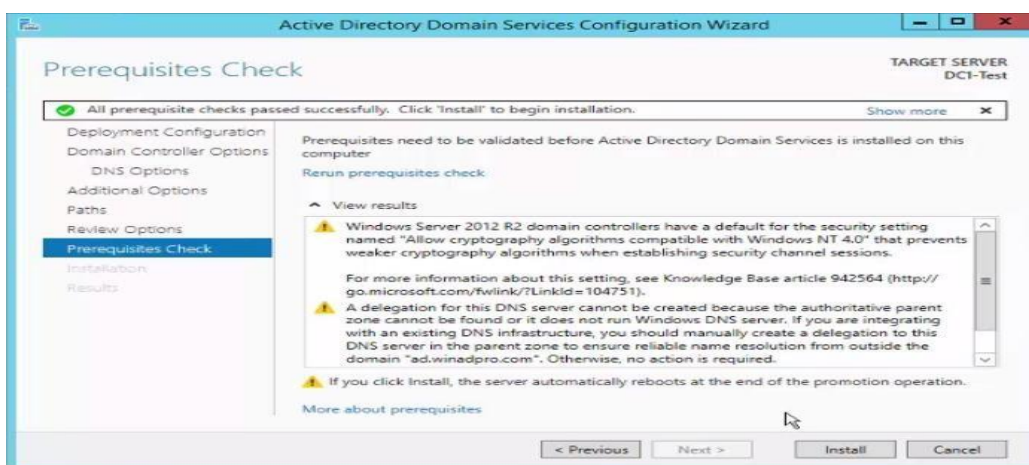 Active Directory Domain Services Configuration Wizard
Prerequisites Check
TARGET SERVER
DC1-Test
All prerequisite checks passed successfully. Click 'Install' to begin installation.
Show more
Deployment Configuration
Domain Controller Options
DNS Options
Additional Options
Paths
Review Options
Prerequisites Check
Installation
Results
Prerequisites need to be validated before Active Directory Domain Services is installed on this
computer
Rerun prerequisites check
View results
Windows Server 2012 R2 domain controllers have a default for the security setting
named "Allow cryptography algorithms compatible with Windows NT 4.0" that prevents
weaker cryptography algorithms when establishing security channel sessions.
For more information about this setting, see Knowledge Base article 942564 (http://
go.microsoft.com/fwlink/?LinkId=104751).
A delegation for this DNS server cannot be created because the authoritative parent
zone cannot be found or it does not run Windows DNS server. If you are integrating
with an existing DNS infrastructure, you should manually create a delegation to this
DNS server in the parent zone to ensure reliable name resolution from outside the
domain "ad.winadpro.com". Otherwise, no action is required.
If you click Install, the server automatically reboots at the end of the promotion operation.
More about prerequisites
< Previous
Next >
Install
Cancel